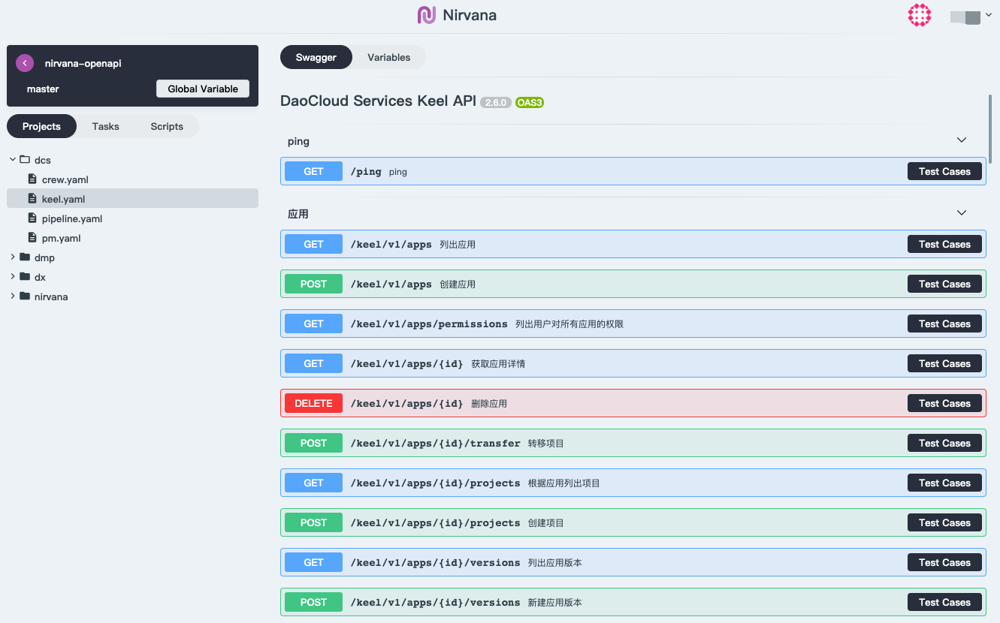 Nirvana
nirvana-openapi
master
Global Variable
Projects
Tasks
Scripts
dcs
crew.yaml
keel.yaml
pipeline.yaml
pm.yaml
dmp
dx
nirvana
Swagger
Variables
DaoCloud Services Keel API 2.6.0 OAS3
ping
GET /ping ping Test Cases
应用
GET /keel/v1/apps 列出应用 Test Cases
POST /keel/v1/apps 创建应用 Test Cases
GET /keel/v1/apps/permissions 列出用户对所有应用的权限 Test Cases
GET /keel/v1/apps/{id} 获取应用详情 Test Cases
DELETE /keel/v1/apps/{id} 删除应用 Test Cases
POST /keel/v1/apps/{id}/transfer 转移项目 Test Cases
GET /keel/v1/apps/{id}/projects 根据应用列出项目 Test Cases
POST /keel/v1/apps/{id}/projects 创建项目 Test Cases
GET /keel/v1/apps/{id}/versions 列出应用版本 Test Cases
POST /keel/v1/apps/{id}/versions 新建应用版本 Test Cases